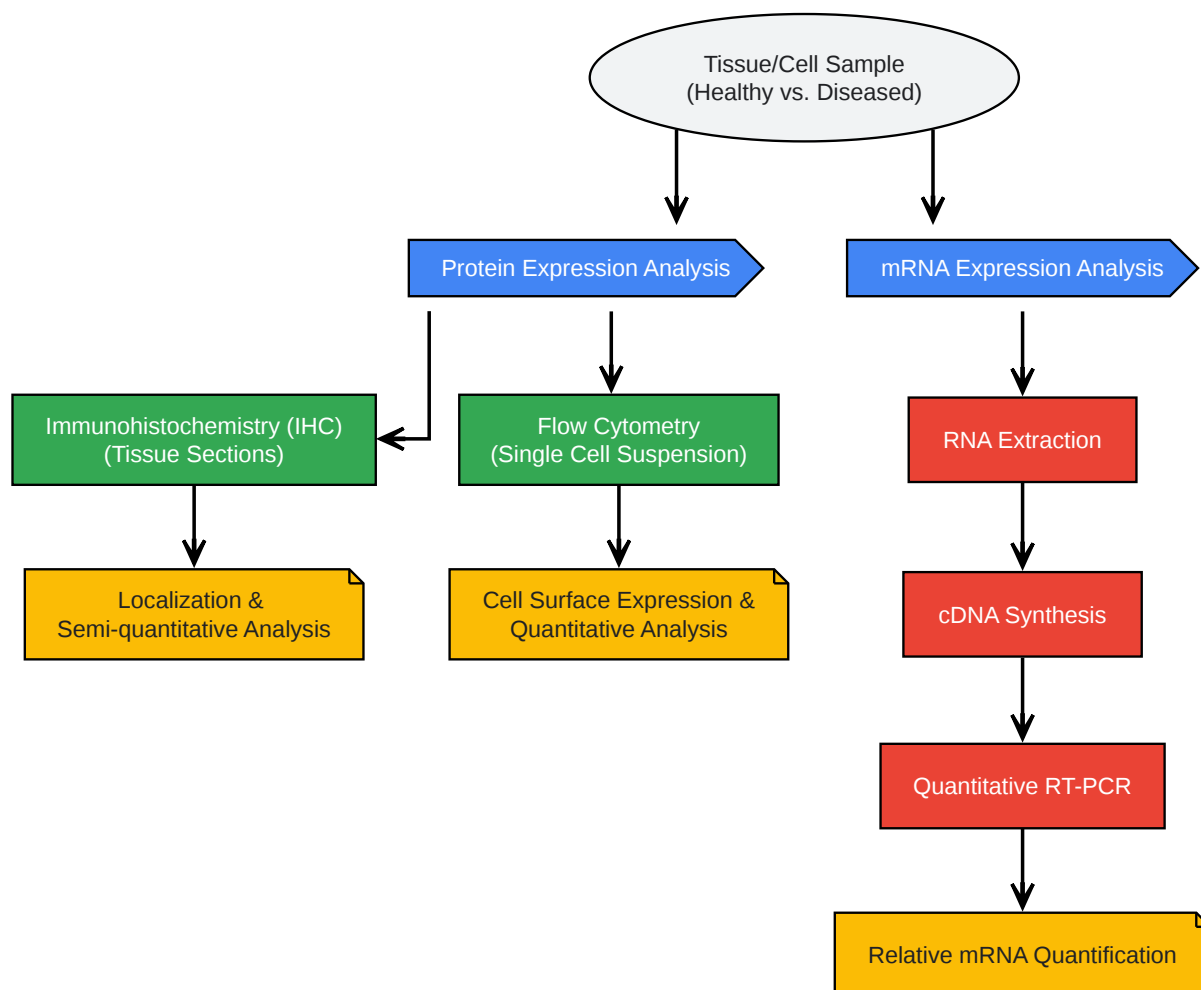 Tissue/Cell Sample
(Healthy vs. Diseased)
Protein Expression Analysis
mRNA Expression Analysis
Immunohistochemistry (IHC)
(Tissue Sections)
Flow Cytometry
(Single Cell Suspension)
RNA Extraction
Localization &
Semi-quantitative Analysis
Cell Surface Expression &
Quantitative Analysis
cDNA Synthesis
Quantitative RT-PCR
Relative mRNA Quantification